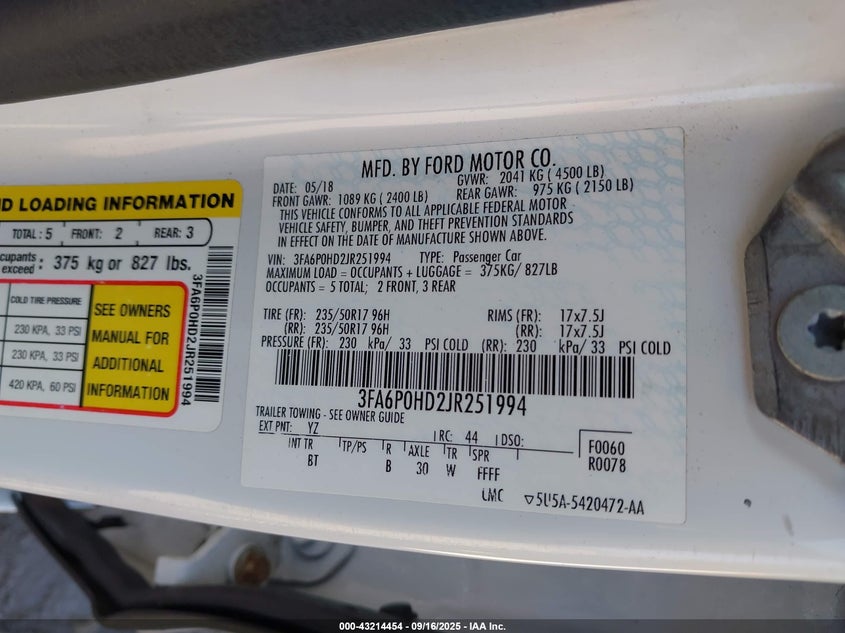 ND LOADING INFORMATION
TOTAL: 5 FRONT: 2 REAR: 3
cupants
exceed: 375 kg or 827 lbs.
COLD TIRE PRESSURE
230 KPA, 33 PSI
230 KPA, 33 PSI
420 KPA, 60 PSI
SEE OWNERS
MANUAL FOR
ADDITIONAL
INFORMATION
3FA6P0HD2JR251994
MFD. BY FORD MOTOR CO.
DATE: 05/18 GVWR: 2041 KG ( 4500 LB)
FRONT GAWR: 1089 KG ( 2400 LB) REAR GAWR: 975 KG ( 2150 LB)
THIS VEHICLE CONFORMS TO ALL APPLICABLE FEDERAL MOTOR
VEHICLE SAFETY, BUMPER, AND THEFT PREVENTION STANDARDS
IN EFFECT ON THE DATE OF MANUFACTURE SHOWN ABOVE.
VIN: 3FA6P0HD2JR251994 TYPE: Passenger Car
MAXIMUM LOAD = OCCUPANTS + LUGGAGE = 375KG/ 827LB
OCCUPANTS = 5 TOTAL; 2 FRONT, 3 REAR
TIRE (FR): 235/50R17 96H RIMS (FR): 17x7.5J
(RR): 235/50R17 96H (RR): 17x7.5J
PRESSURE (FR): 230 kPa/ 33 PSI COLD (RR): 230 kPa/ 33 PSI COLD
3FA6P0HD2JR251994
TRAILER TOWING - SEE OWNER GUIDE
EXT PNT: YZ RC: 44 DSO: F0060
INT TR TP/PS R AXLE TR SPR R0078
BT B 30 W FFFF
LMC ▽5U5A-5420472-AA
000-43214454 - 09/16/2025 - IAA Inc.